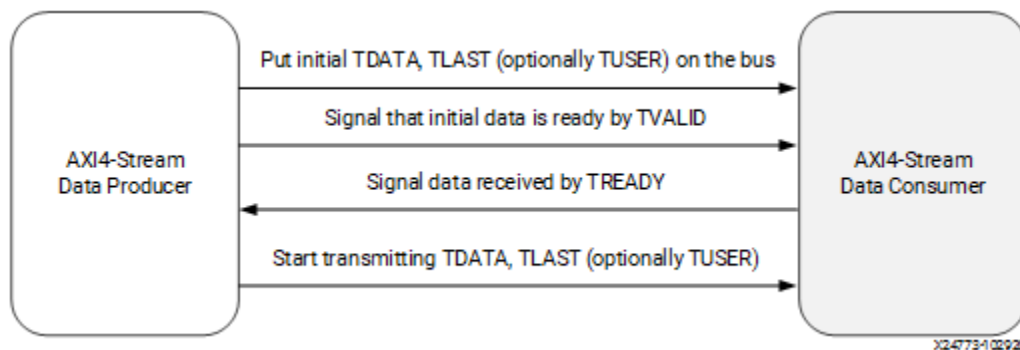 Put initial TDATA, TLAST (optionally TUSER) on the bus
Signal that initial data is ready by TVALID
AXI4-Stream
Data Producer
AXI4-Stream
Data Consumer
Signal data received by TREADY
Start transmitting TDATA, TLAST (optionally TUSER)
X24773-10292